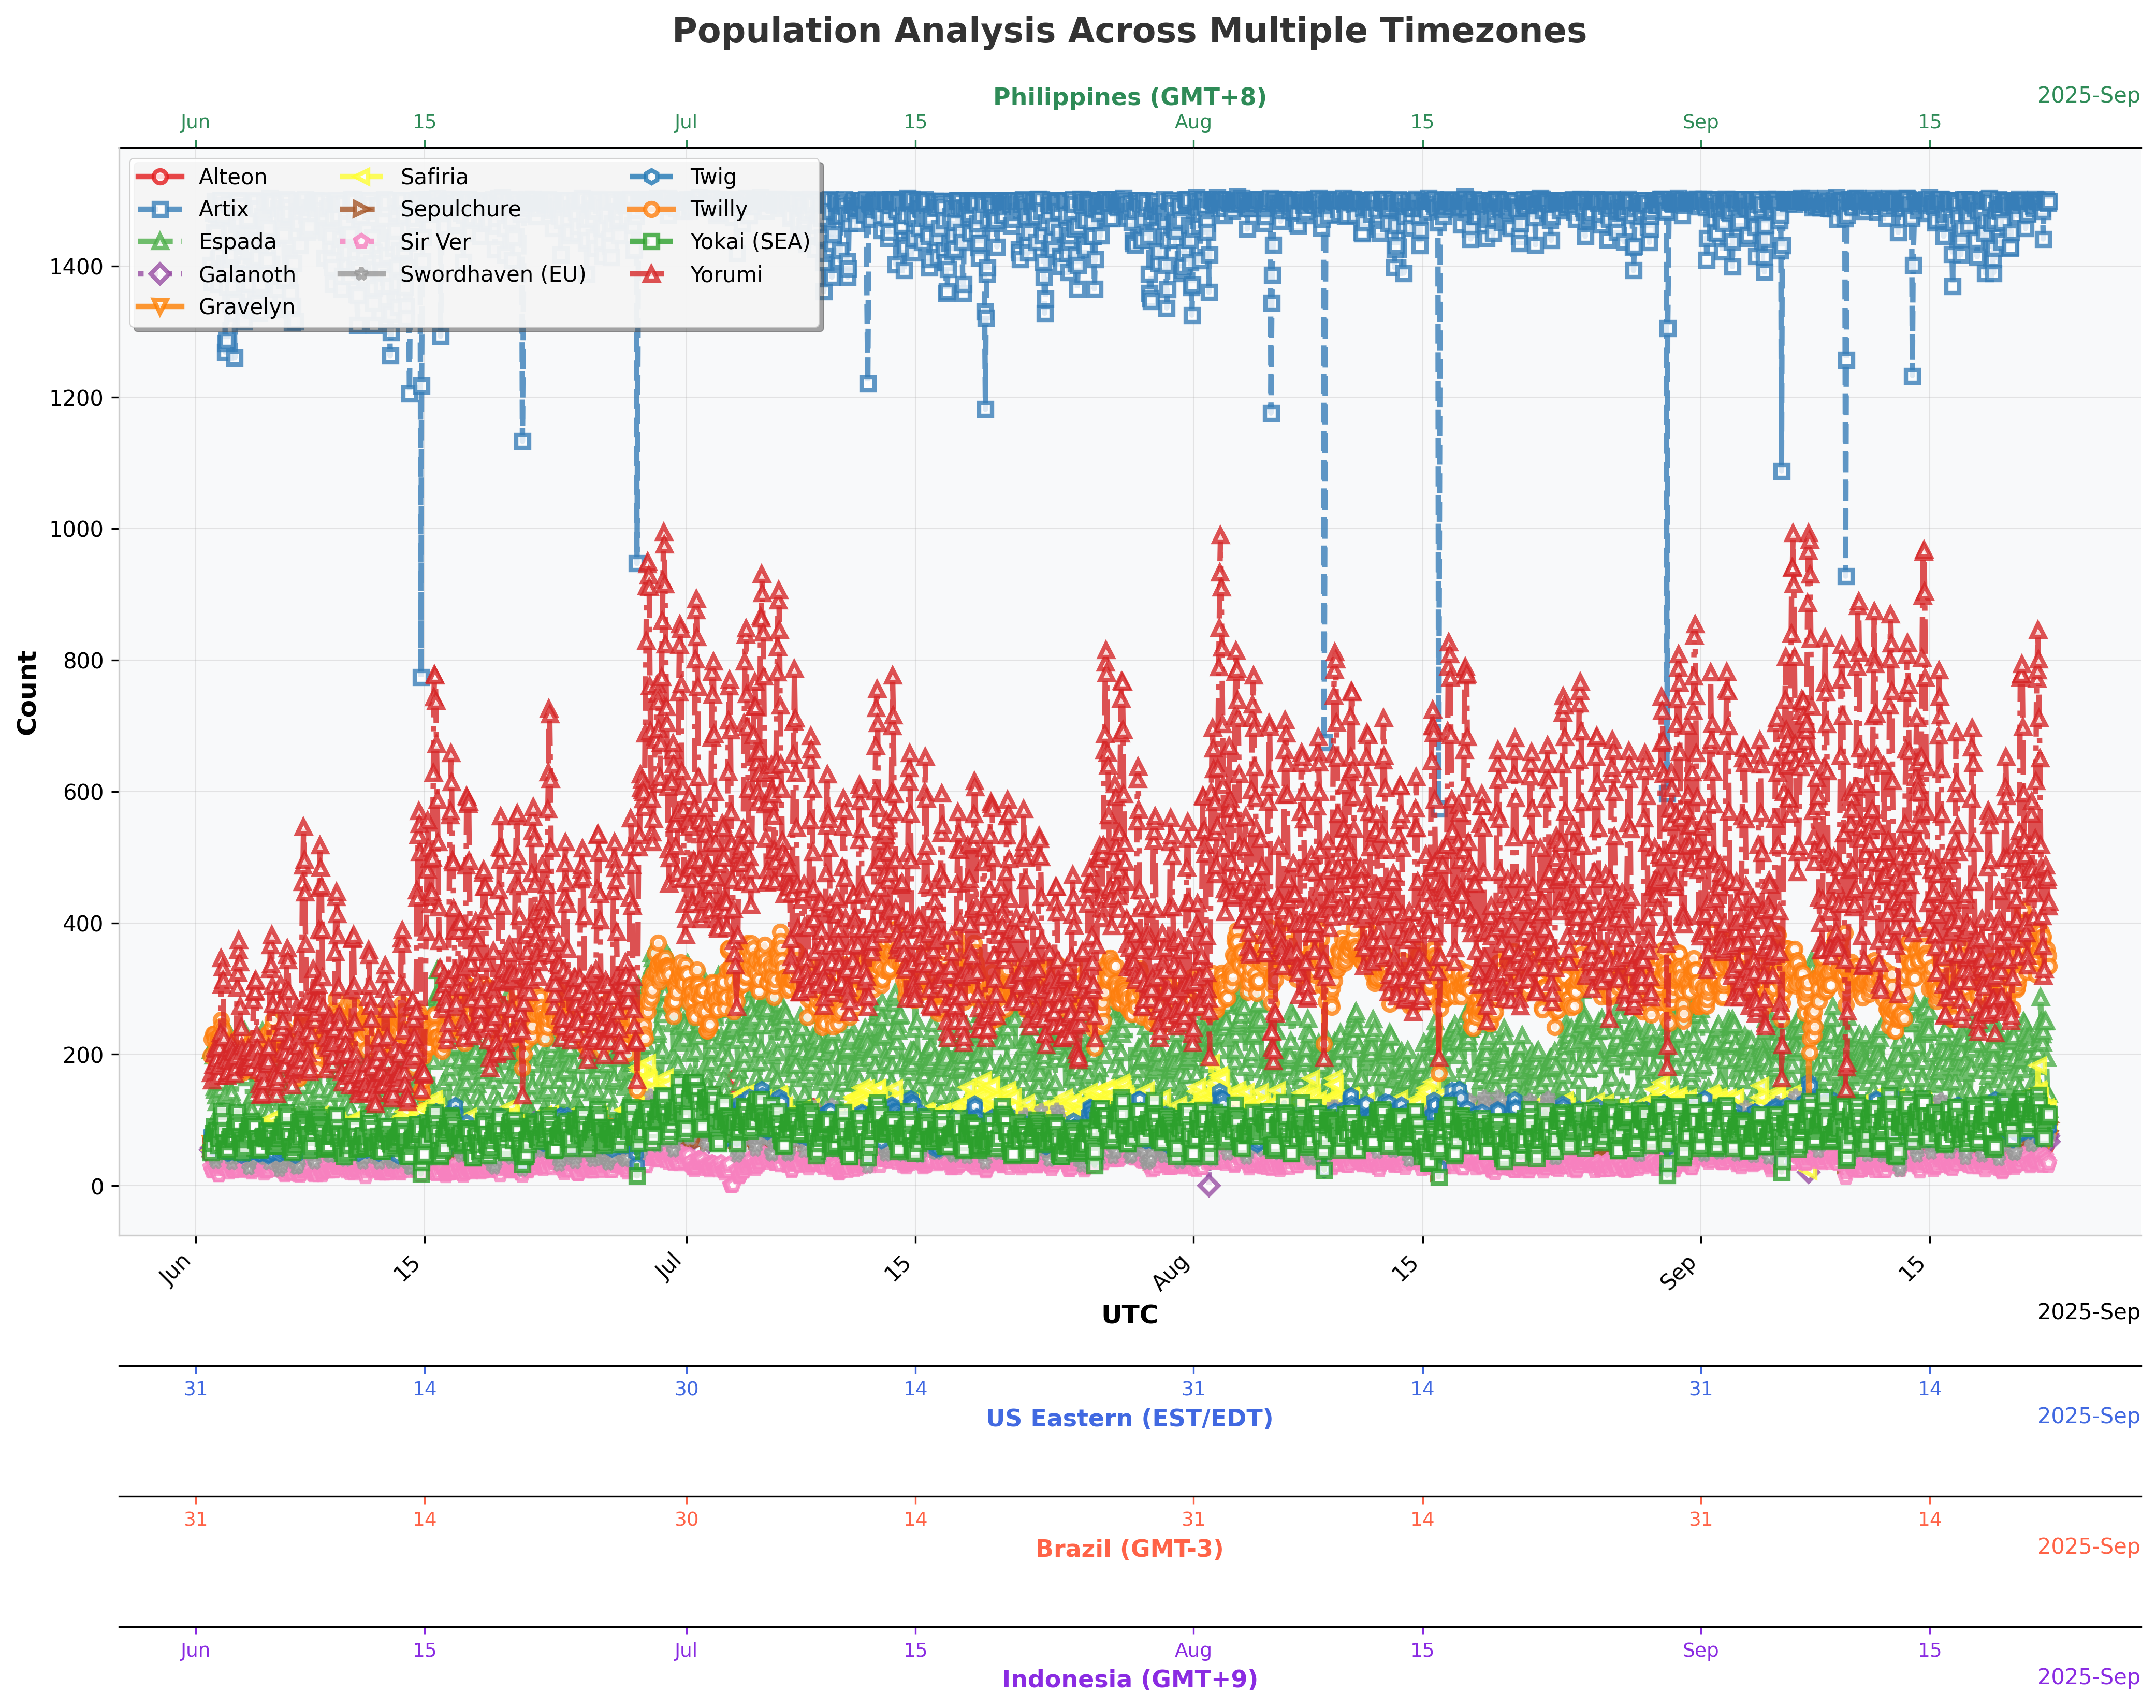 Population Analysis Across Multiple Timezones
Philippines (GMT+8)
2025-Sep
Jun 15 Jul 15 Aug 15 Sep 15
Alteon Safiria Twig
Artix Sepulchure Twilly
Espada Sir Ver Yokai (SEA)
Galanoth Swordhaven (EU) Yorumi
Gravelyn
1400
1200
1000
800
600
400
200
0
Count
Jun 15 Jul 15 Aug 15 Sep 15
UTC
2025-Sep
31 14 30 14 31 14 31 14
US Eastern (EST/EDT)
2025-Sep
31 14 30 14 31 14 31 14
Brazil (GMT-3)
2025-Sep
Jun 15 Jul 15 Aug 15 Sep 15
Indonesia (GMT+9)
2025-Sep